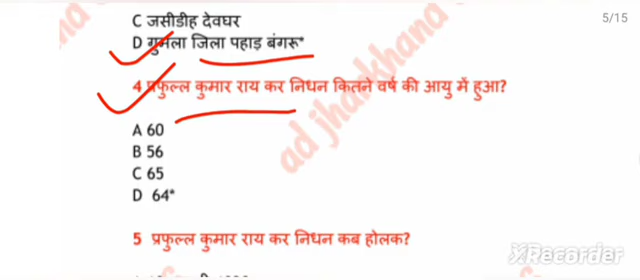 C जसीडीह देवघर
5/15
D गुमला जिला पहाड़ बंगरू*
4 प्रफुल्ल कुमार राय कर निधन कितने वर्ष की आयु में हुआ?
A 60
B 56
C 65
D 64*
ad jharkhand
5 प्रफुल्ल कुमार राय कर निधन कब होलक?
XRecorder